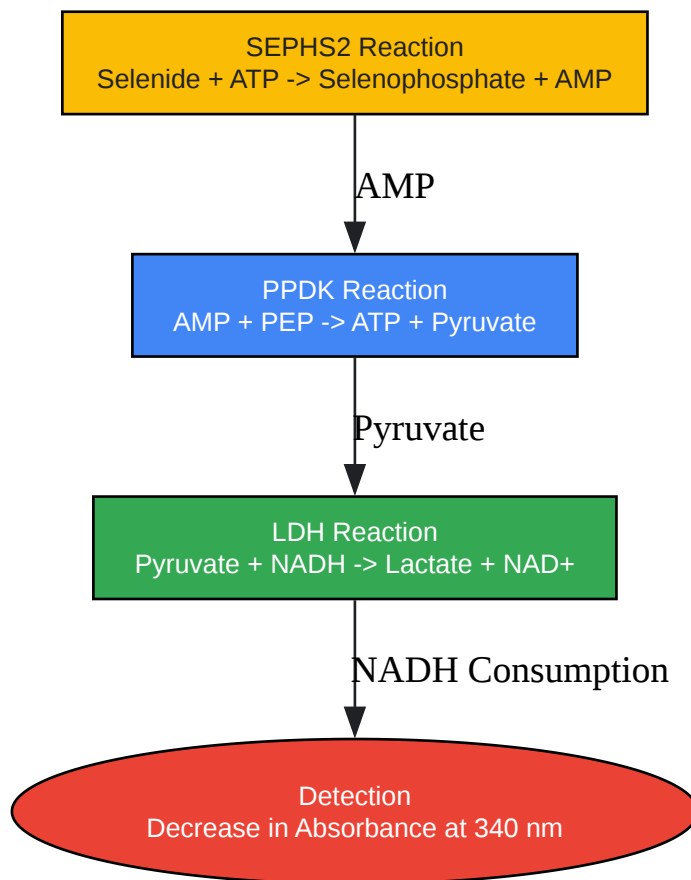 SEPHS2 Reaction
Selenide + ATP -> Selenophosphate + AMP
AMP
PPDK Reaction
AMP + PEP -> ATP + Pyruvate
Pyruvate
LDH Reaction
Pyruvate + NADH -> Lactate + NAD+
NADH Consumption
Detection
Decrease in Absorbance at 340 nm